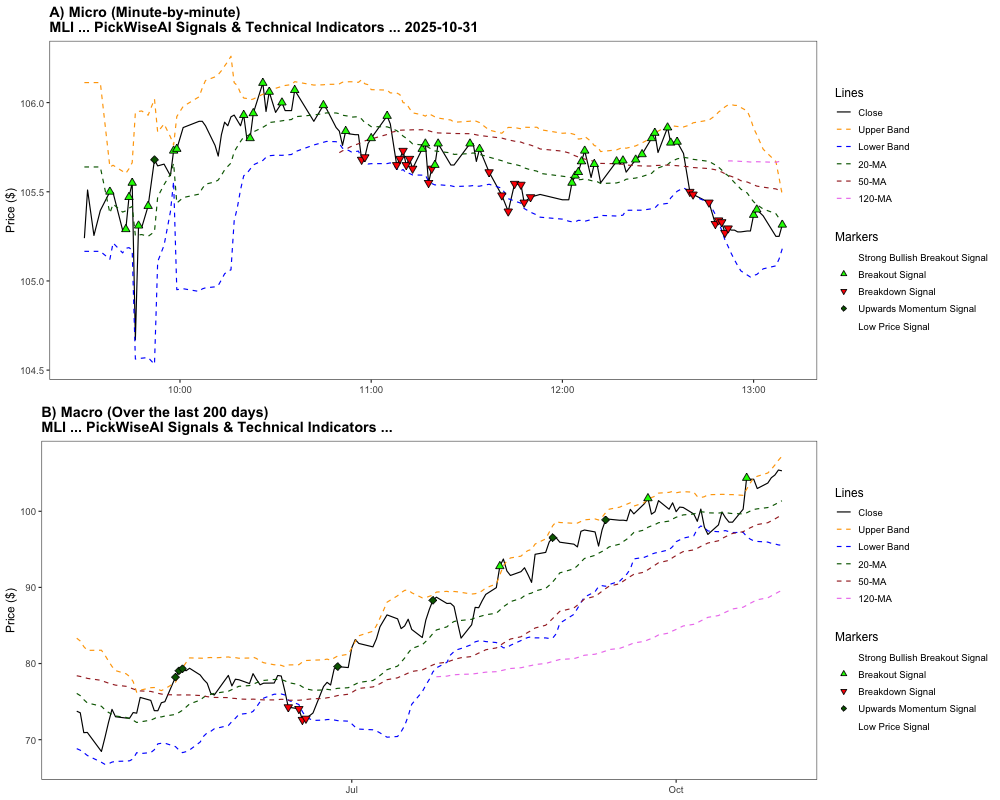 A) Micro (Minute-by-minute)
MLI ... PickWiseAI Signals & Technical Indicators ... 2025-10-31
Price ($)
106.0
105.5
105.0
104.5
10:00
11:00
12:00
13:00
Lines
Close
Upper Band
Lower Band
20-MA
50-MA
120-MA
Markers
Strong Bullish Breakout Signal
Breakout Signal
Breakdown Signal
Upwards Momentum Signal
Low Price Signal
B) Macro (Over the last 200 days)
MLI ... PickWiseAI Signals & Technical Indicators ...
Price ($)
100
90
80
70
Jul
Oct
Lines
Close
Upper Band
Lower Band
20-MA
50-MA
120-MA
Markers
Strong Bullish Breakout Signal
Breakout Signal
Breakdown Signal
Upwards Momentum Signal
Low Price Signal